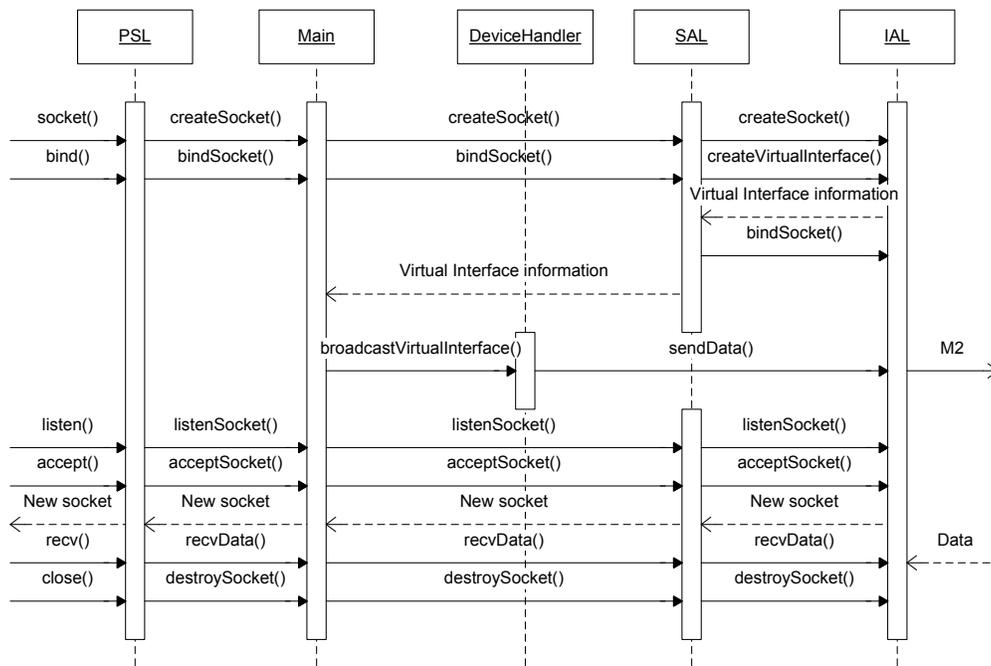 PSL Main DeviceHandler SAL IAL
socket() createSocket() createSocket() createSocket()
bind() bindSocket() bindSocket() createVirtualInterface()
Virtual Interface information
bindSocket()
Virtual Interface information
broadcastVirtualInterface() sendData() M2
listen() listenSocket() listenSocket() listenSocket()
accept() acceptSocket() acceptSocket() acceptSocket()
New socket New socket New socket New socket
recv() recvData() recvData() recvData() Data
close() destroySocket() destroySocket() destroySocket()